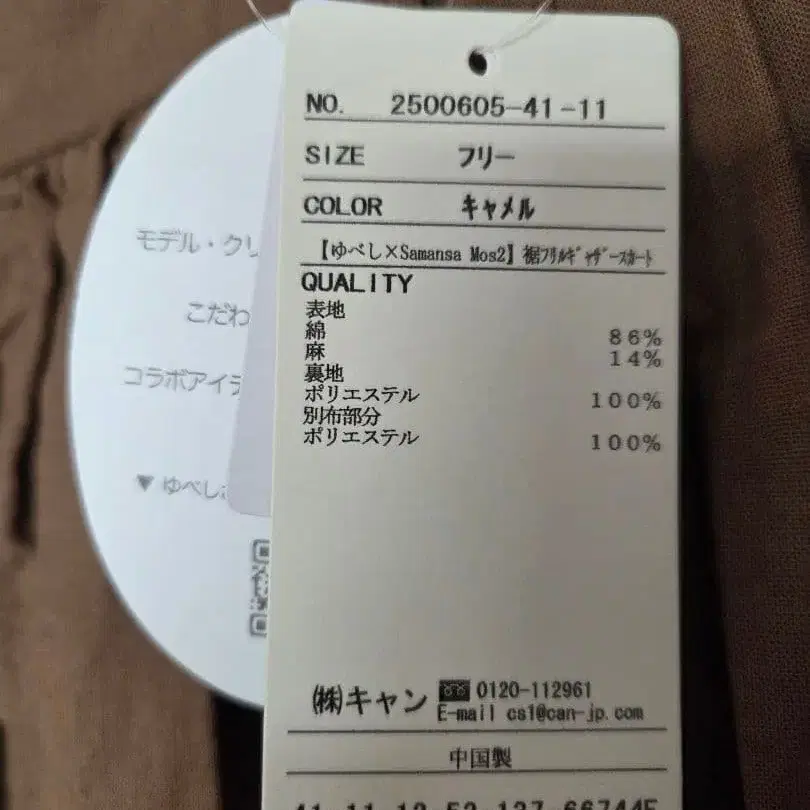 NO. 2500605-41-11
SIZE フリー
COLOR キャメル
【ゆべし×Samansa Mos2】裾ﾌﾘﾙｷﾞｬｻﾞｰｽｶｰﾄ
QUALITY
表地
綿 86%
麻 14%
裏地
ポリエステル 100%
別布部分
ポリエステル 100%
㈱キャン 0120-112961
E-mail cs1@can-jp.com
中国製
モデル・クリ
こだわ
コラボアイテ
▼ ゆべし